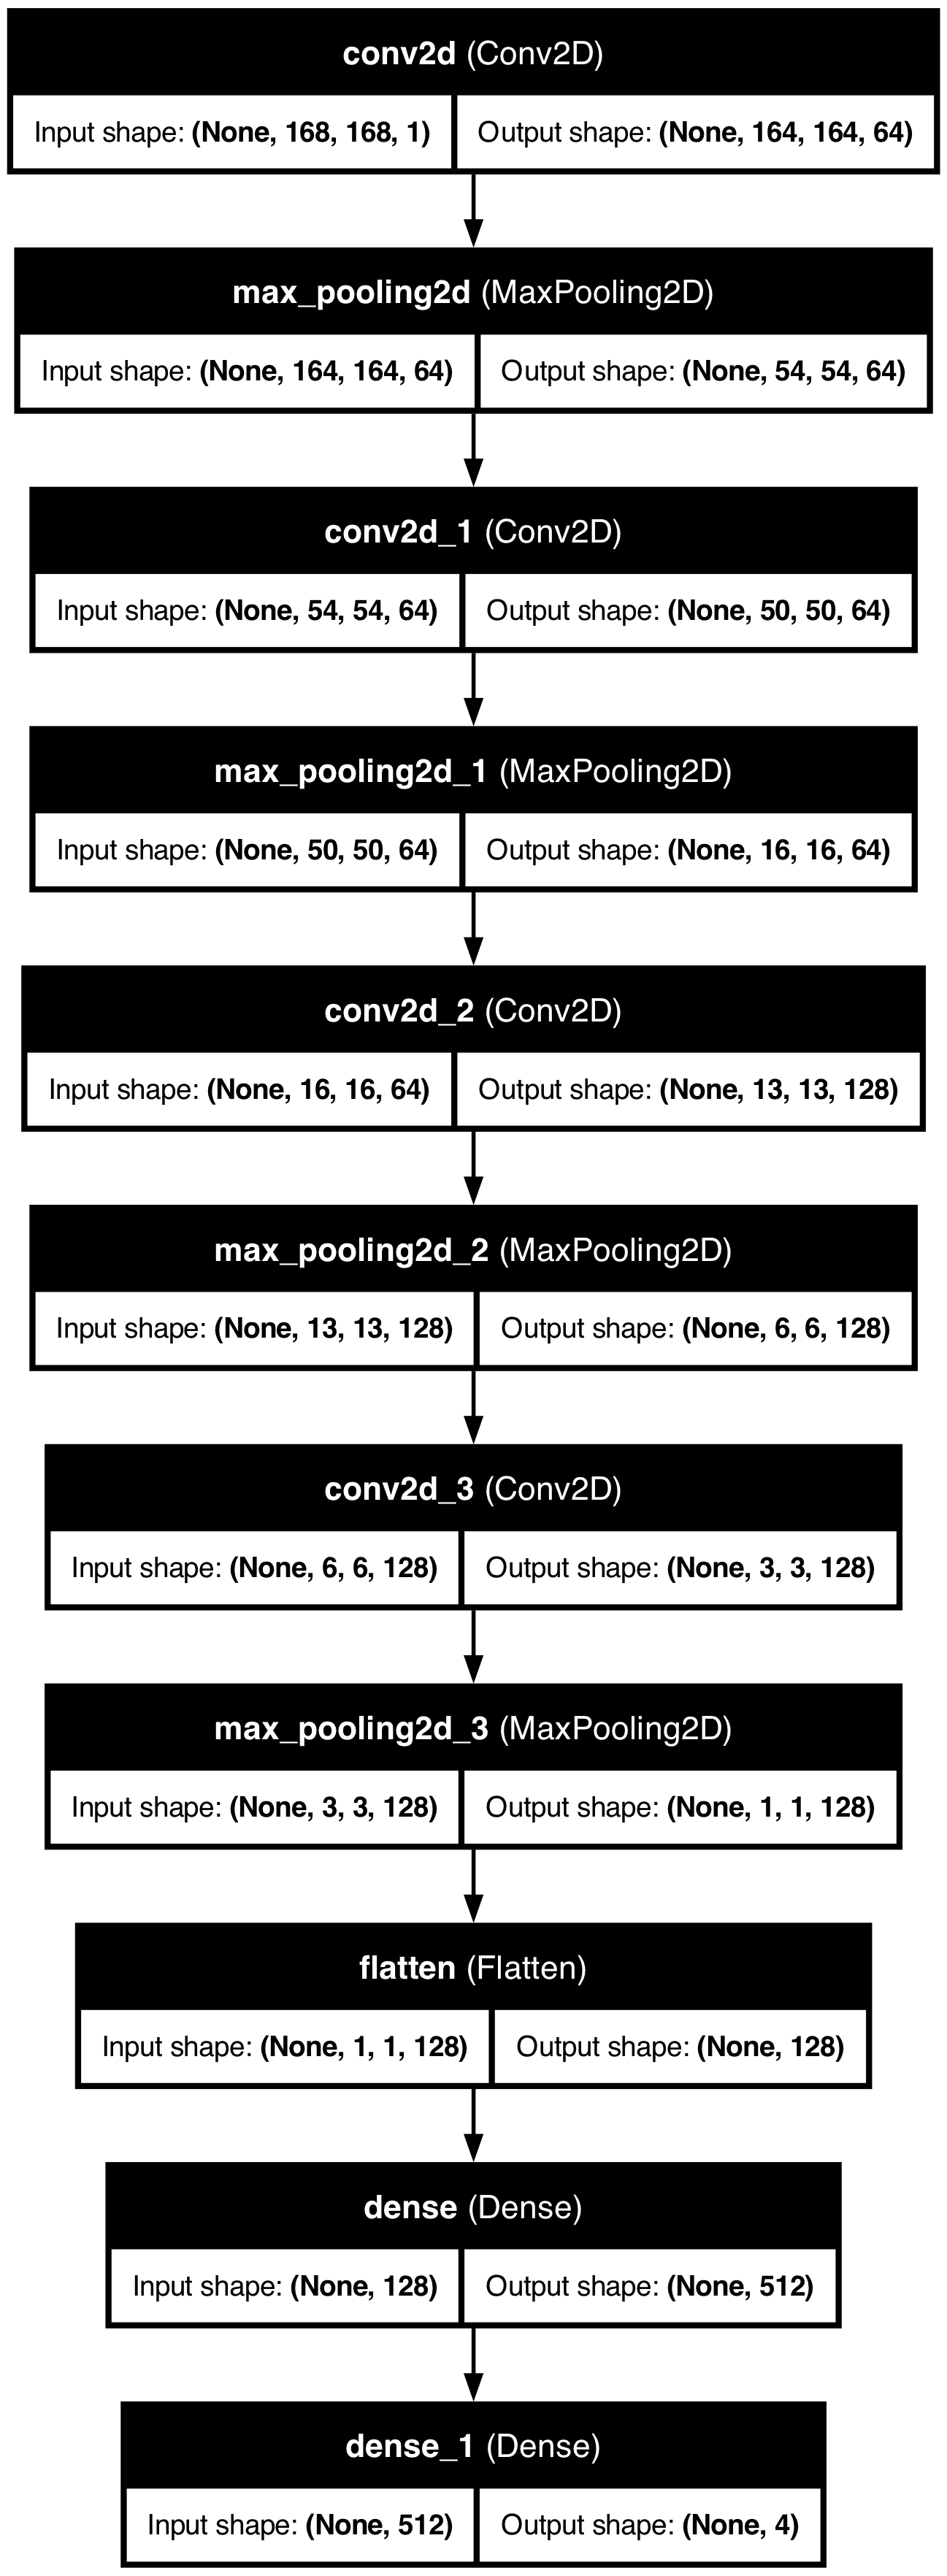 conv2d (Conv2D)
Input shape: (None, 168, 168, 1) Output shape: (None, 164, 164, 64)
max_pooling2d (MaxPooling2D)
Input shape: (None, 164, 164, 64) Output shape: (None, 54, 54, 64)
conv2d_1 (Conv2D)
Input shape: (None, 54, 54, 64) Output shape: (None, 50, 50, 64)
max_pooling2d_1 (MaxPooling2D)
Input shape: (None, 50, 50, 64) Output shape: (None, 16, 16, 64)
conv2d_2 (Conv2D)
Input shape: (None, 16, 16, 64) Output shape: (None, 13, 13, 128)
max_pooling2d_2 (MaxPooling2D)
Input shape: (None, 13, 13, 128) Output shape: (None, 6, 6, 128)
conv2d_3 (Conv2D)
Input shape: (None, 6, 6, 128) Output shape: (None, 3, 3, 128)
max_pooling2d_3 (MaxPooling2D)
Input shape: (None, 3, 3, 128) Output shape: (None, 1, 1, 128)
flatten (Flatten)
Input shape: (None, 1, 1, 128) Output shape: (None, 128)
dense (Dense)
Input shape: (None, 128) Output shape: (None, 512)
dense_1 (Dense)
Input shape: (None, 512) Output shape: (None, 4)